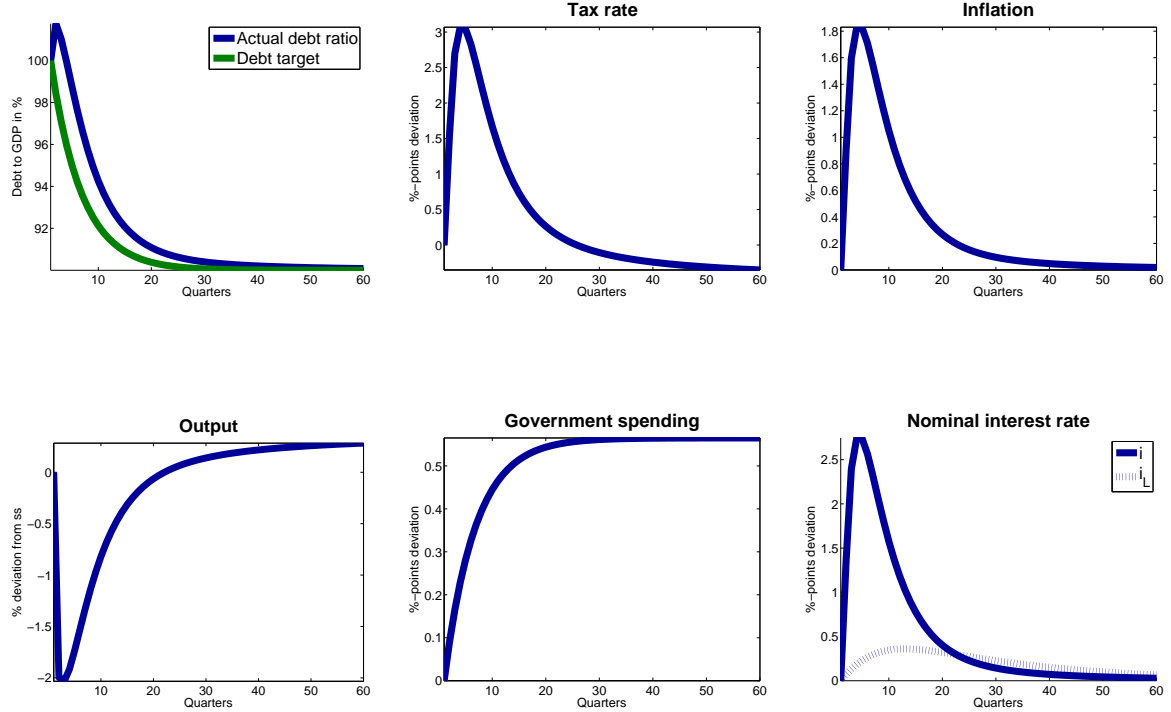 Actual debt ratio
Debt target
Debt to GDP in %
100
98
96
94
92
10 20 30 40 50 60
Quarters
Tax rate
%−points deviation
3
2.5
2
1.5
1
0.5
0
10 20 30 40 50 60
Quarters
Inflation
%−points deviation
1.8
1.6
1.4
1.2
1
0.8
0.6
0.4
0.2
0
10 20 30 40 50 60
Quarters
Output
% deviation from ss
0
−0.5
−1
−1.5
−2
10 20 30 40 50 60
Quarters
Government spending
%−points deviation
0.5
0.4
0.3
0.2
0.1
0
10 20 30 40 50 60
Quarters
Nominal interest rate
i
i_L
%−points deviation
2.5
2
1.5
1
0.5
0
10 20 30 40 50 60
Quarters